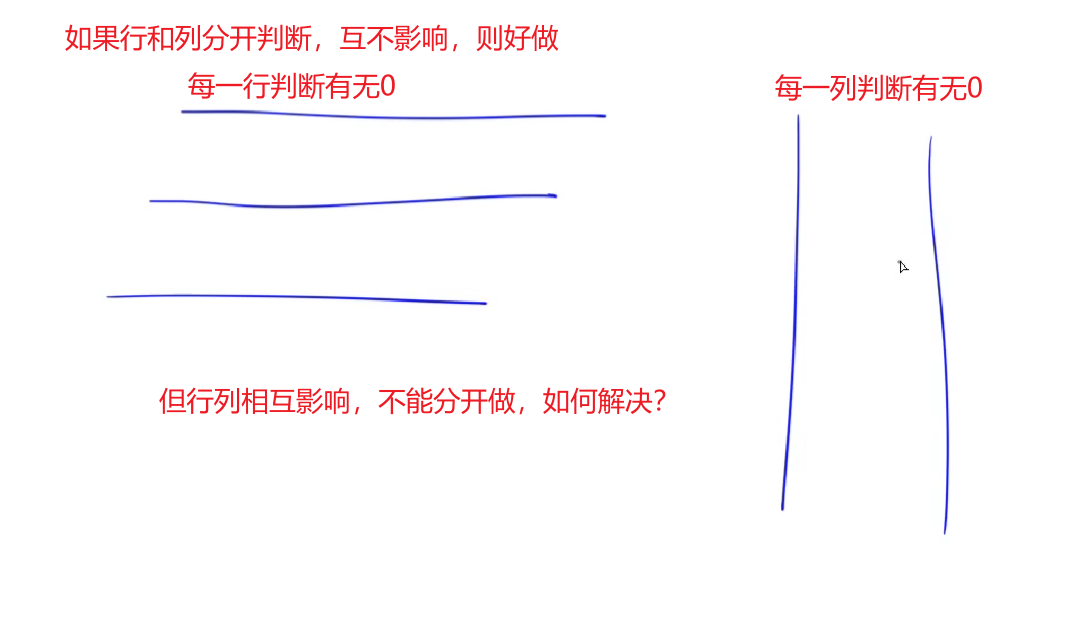 如果行和列分开判断，互不影响，则好做
每一行判断有无0
每一列判断有无0
但行列相互影响，不能分开做，如何解决？